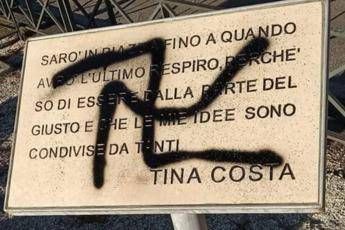 SARO' IN PIAZZA FINO A QUANDO
AVRO' L'ULTIMO RESPIRO, PERCHE'
SO DI ESSERE DALLA PARTE DEL
GIUSTO E CHE LE MIE IDEE SONO
CONDIVISE DA TANTI
TINA COSTA